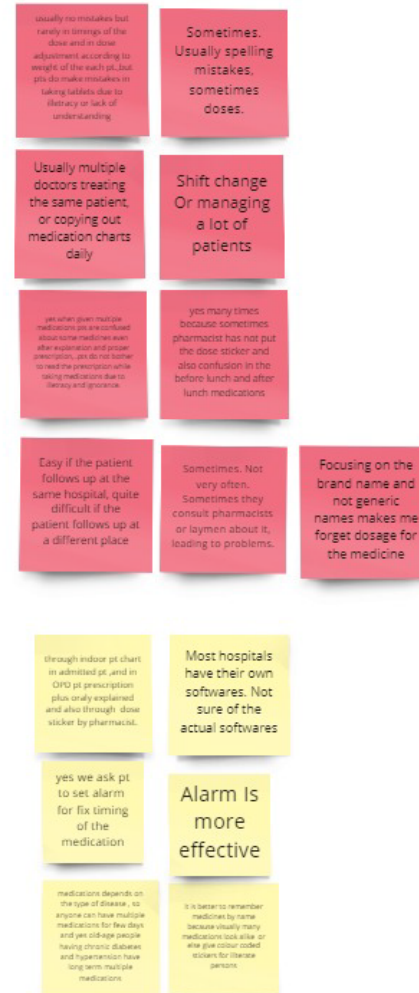 usually no mistakes but
rarely in timings of the
dose and in dose
adjustment according to
weight of the each pt.,but
pts do make mistakes in
taking tablets due to
illetracy or lack of
understanding
Sometimes.
Usually spelling
mistakes,
sometimes
doses.
Usually multiple
doctors treating
the same patient,
or copying out
medication charts
daily
Shift change
Or managing
a lot of
patients
yes when given multiple
medications pts are confused
about some medicines even
after explanation and proper
prescription., pts do not bother
to read the prescription while
taking medications due to
illetracy and ignorence.
yes many times
because sometimes
pharmacist has not put
the dose sticker and
also confusion in the
before lunch and after
lunch medications
Easy if the patient
follows up at the
same hospital, quite
difficult if the
patient follows up at
a different place
Sometimes. Not
very often.
Sometimes they
consult pharmacists
or laymen about it,
leading to problems.
Focusing on the
brand name and
not generic
names makes me
forget dosage for
the medicine
through indoor pt chart
in admitted pt ,and in
OPD pt prescription
plus oraly explained
and also through dose
sticker by pharmacist.
Most hospitals
have their own
softwares. Not
sure of the
actual softwares
yes we ask pt
to set alarm
for fix timing
of the
medication
Alarm Is
more
effective
medications depends on
the type of disease , so
anyone can have multiple
medications for few days
and yes old-age people
having chronic diabetes
and hypertension have
long term multiple
medications
it is better to remember
medicines by name
because visually many
medications look alike or
else give colour coded
stickers for illiterate
persons